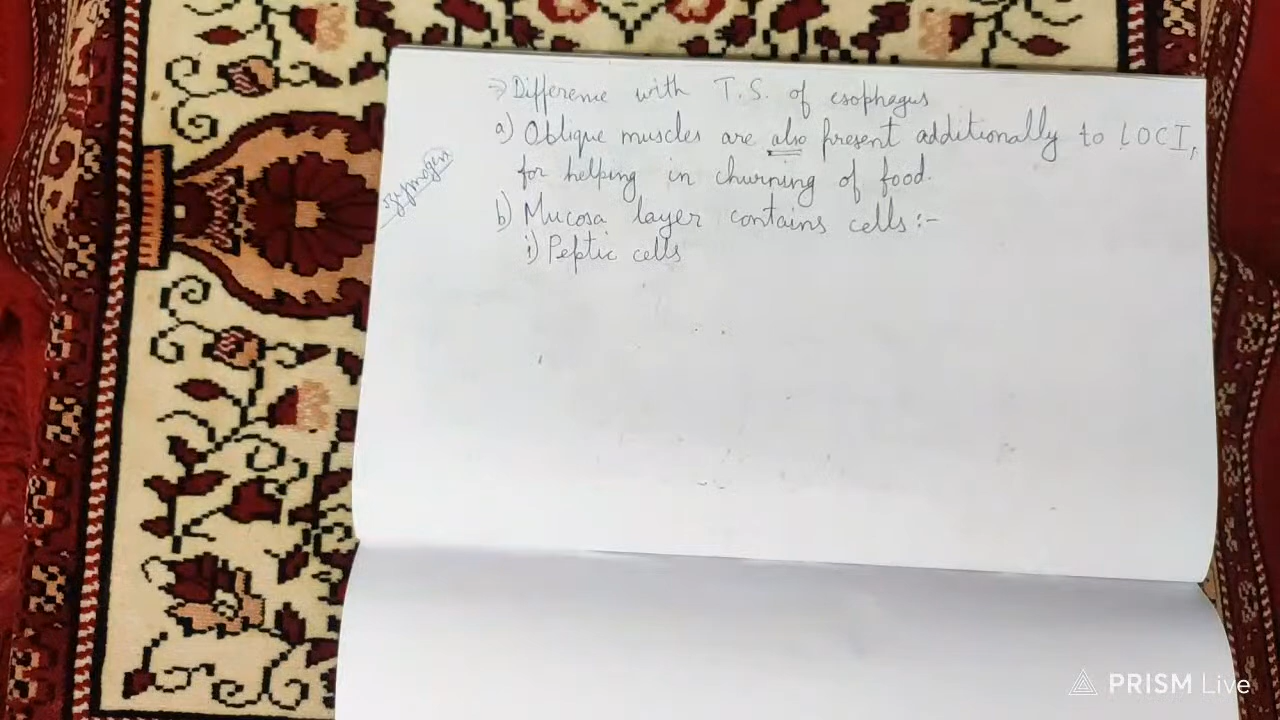 ⇒ Difference with T.S. of esophagus
a) Oblique muscles are also present additionally to LOCI,
for helping in churning of food.
b) Mucosa layer contains cells :-
i) Peptic cells
zymogen
PRISM Live